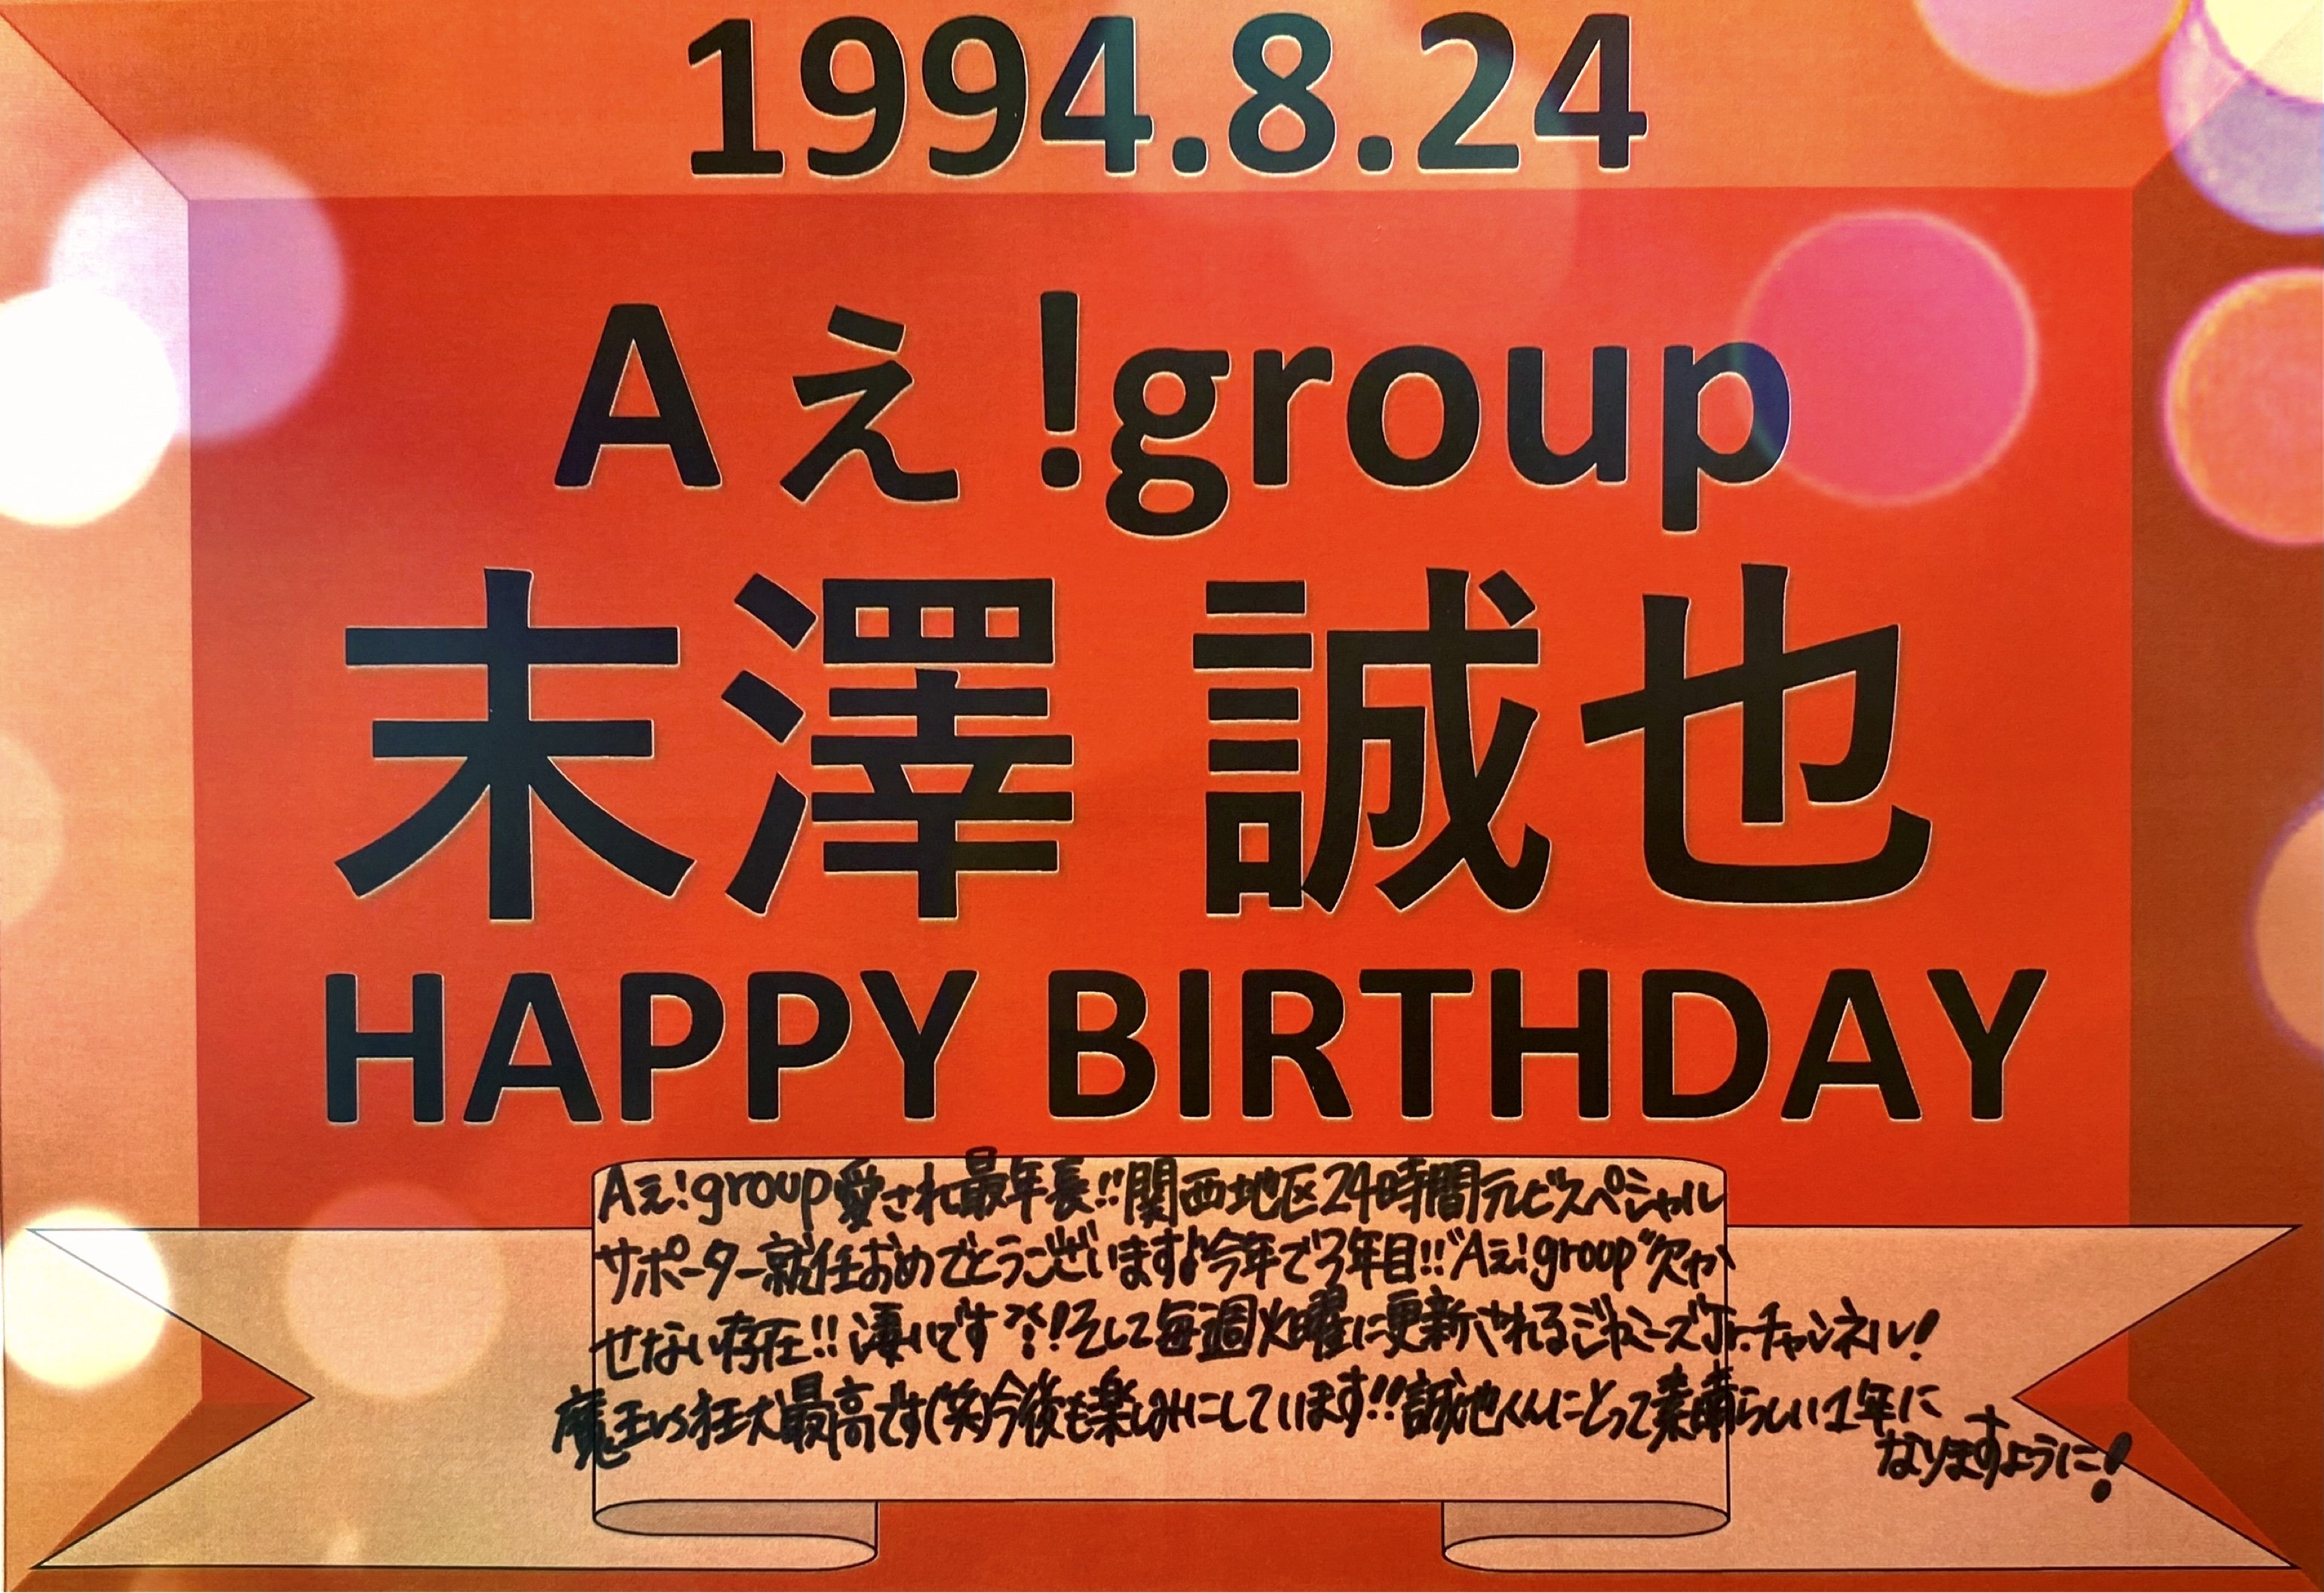 1994.8.24
Aぇ!group
末澤 誠也
HAPPY BIRTHDAY
Aぇ!group愛され最年長!!関西地区24時間テレビスペシャル
サポーター就任おめでとうございます♪今年で3年目!!"Aぇ!group"欠か
せない存在!!凄いです!そして毎週火曜に更新されるジャニーズJr.チャンネル!
魔王vs狂犬最高です(笑)今後も楽しみにしています!!誠也くんにとって素晴らしい1年に
なりますように!